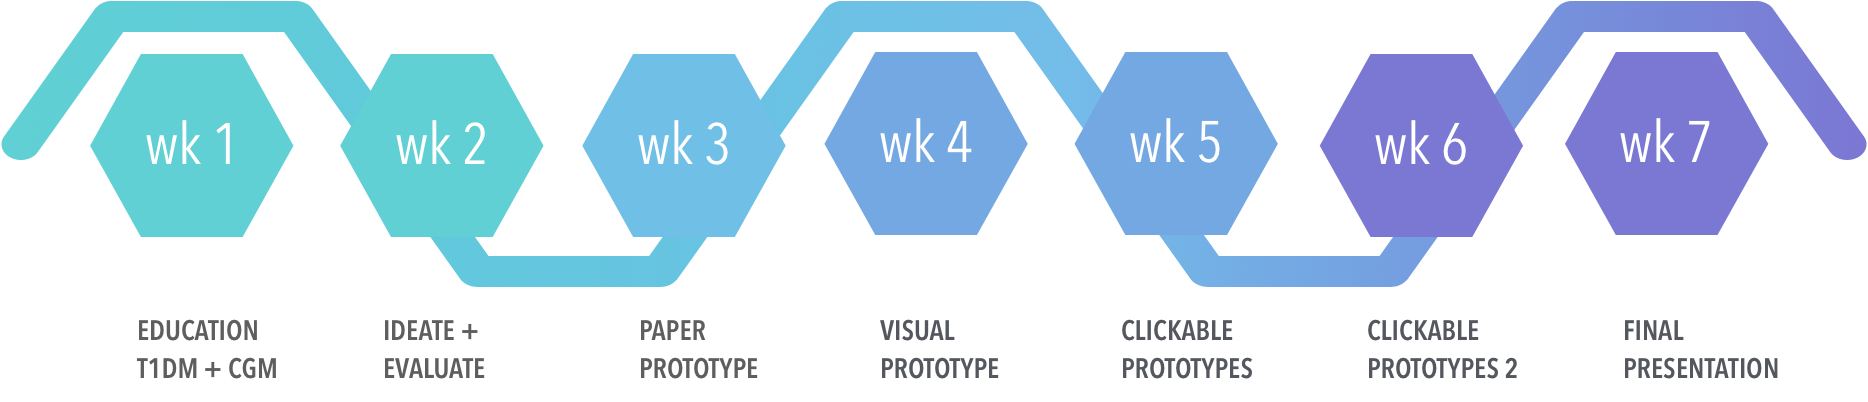 wk 1
wk 2
wk 3
wk 4
wk 5
wk 6
wk 7
EDUCATION
T1DM + CGM
IDEATE +
EVALUATE
PAPER
PROTOTYPE
VISUAL
PROTOTYPE
CLICKABLE
PROTOTYPES
CLICKABLE
PROTOTYPES 2
FINAL
PRESENTATION